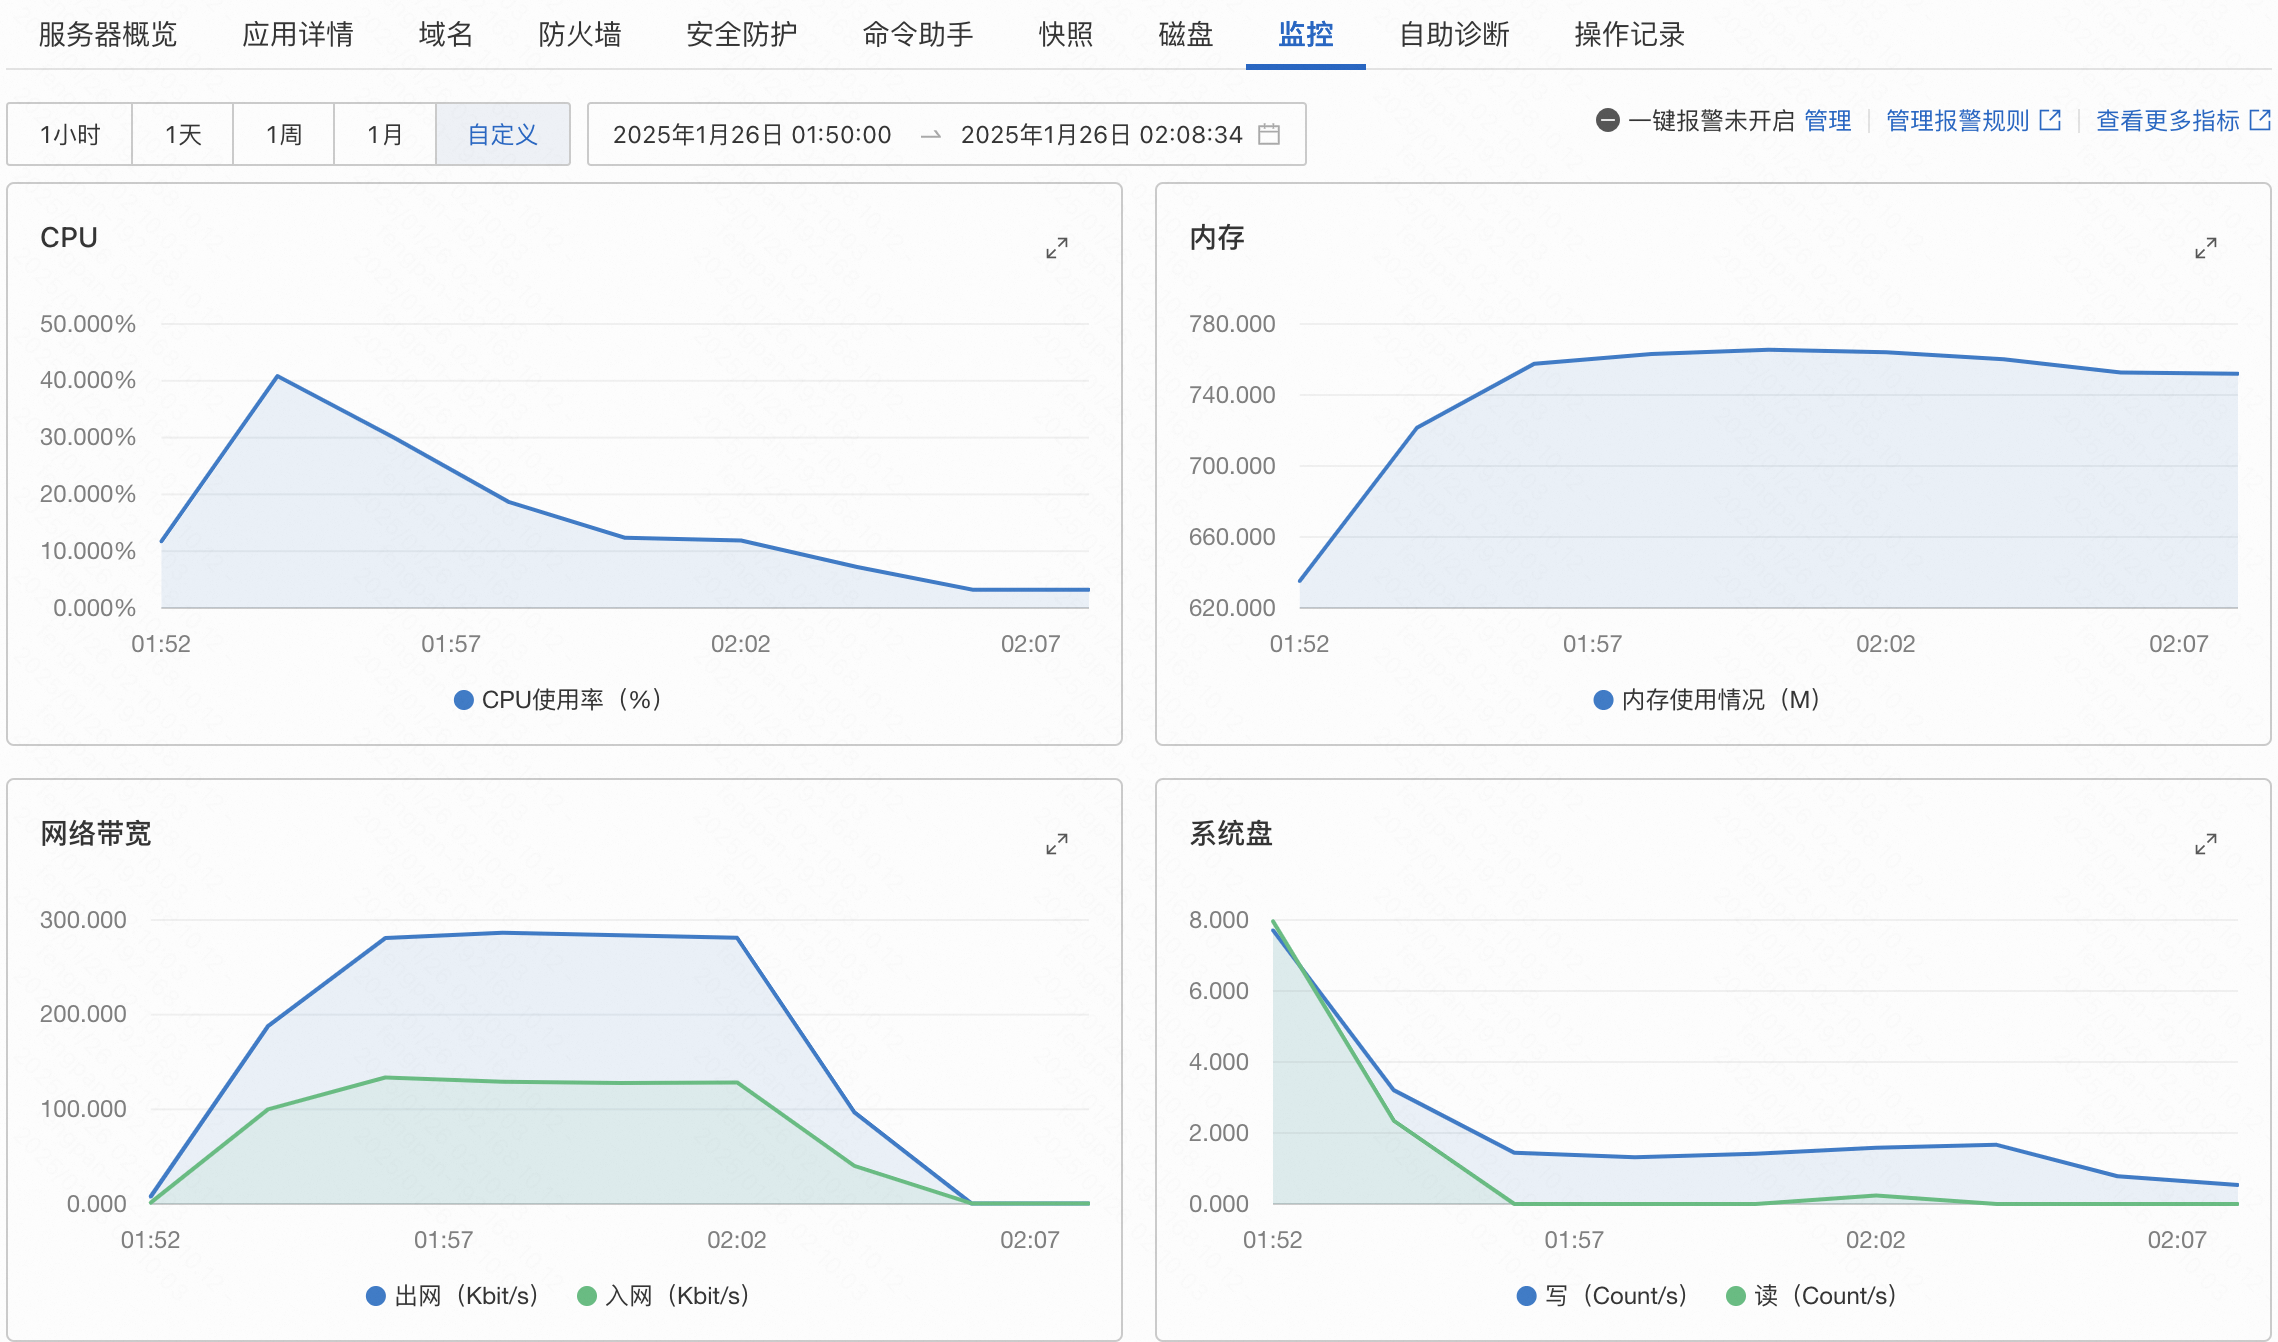 服务器概览 应用详情 域名 防火墙 安全防护 命令助手 快照 磁盘 监控 自助诊断 操作记录
1小时 1天 1周 1月 自定义 2025年1月26日 01:50:00 2025年1月26日 02:08:34 一键报警未开启 管理 管理报警规则 查看更多指标
CPU
50.000%
40.000%
30.000%
20.000%
10.000%
0.000%
01:52 01:57 02:02 02:07
CPU使用率（%）
内存
780.000
740.000
700.000
660.000
620.000
01:52 01:57 02:02 02:07
内存使用情况（M）
网络带宽
300.000
200.000
100.000
0.000
01:52 01:57 02:02 02:07
出网（Kbit/s） 入网（Kbit/s）
系统盘
8.000
6.000
4.000
2.000
0.000
01:52 01:57 02:02 02:07
写（Count/s） 读（Count/s）